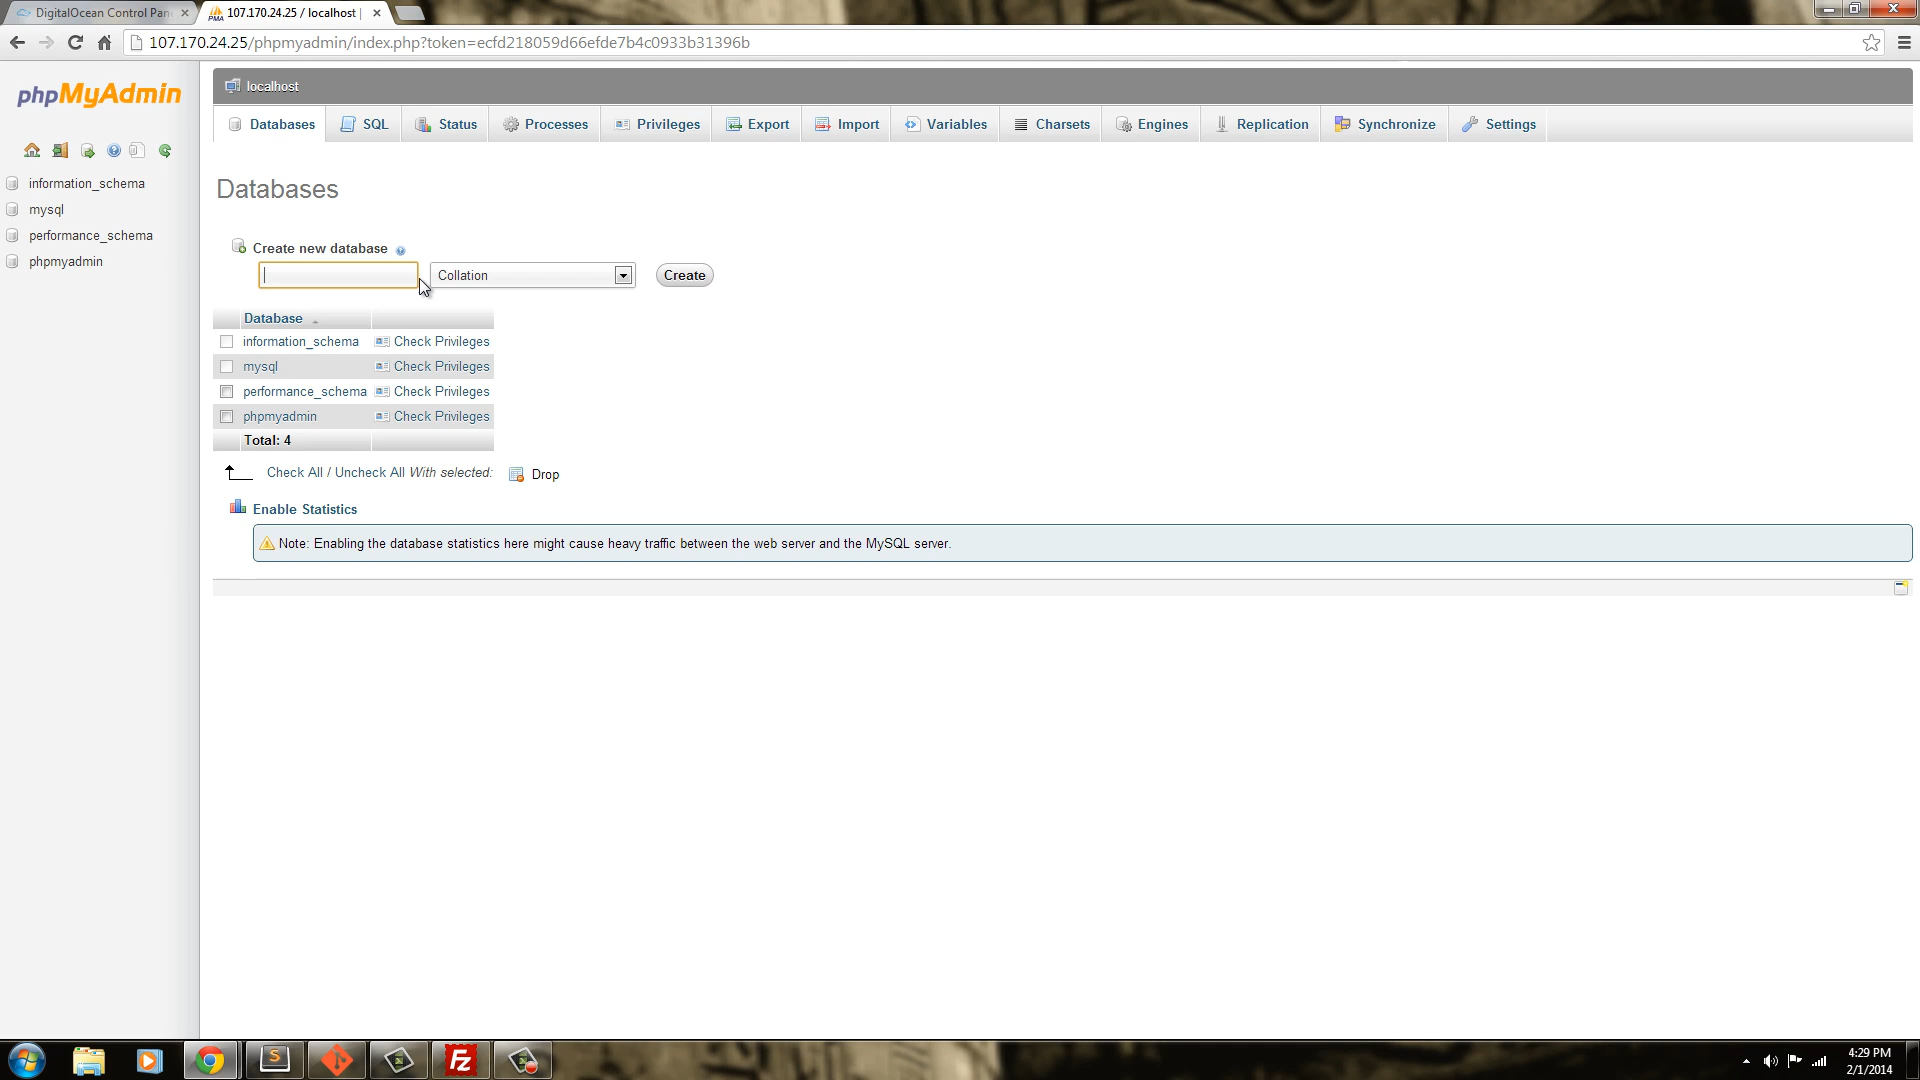 DigitalOcean Control Pan
107.170.24.25 / localhost |
107.170.24.25/phpmyadmin/index.php?token=ecfd218059d66efde7b4c0933b31396b
phpMyAdmin
information_schema
mysql
performance_schema
phpmyadmin
localhost
Databases SQL Status Processes Privileges Export Import Variables Charsets Engines Replication Synchronize Settings
Databases
Create new database
Collation Create
Database
information_schema Check Privileges
mysql Check Privileges
performance_schema Check Privileges
phpmyadmin Check Privileges
Total: 4
Check All / Uncheck All With selected: Drop
Enable Statistics
Note: Enabling the database statistics here might cause heavy traffic between the web server and the MySQL server.
4:29 PM
2/1/2014